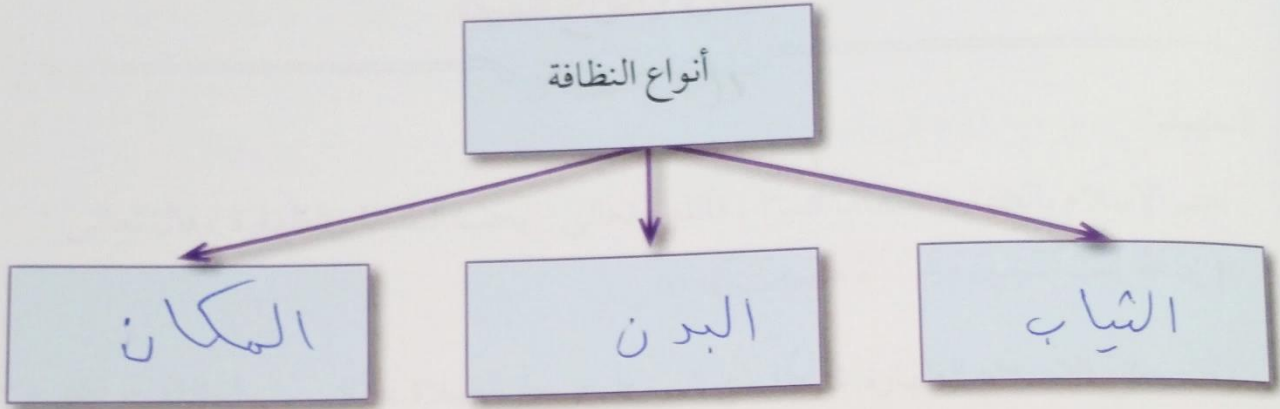 أنواع النظافة
الثياب
البدن
المكان